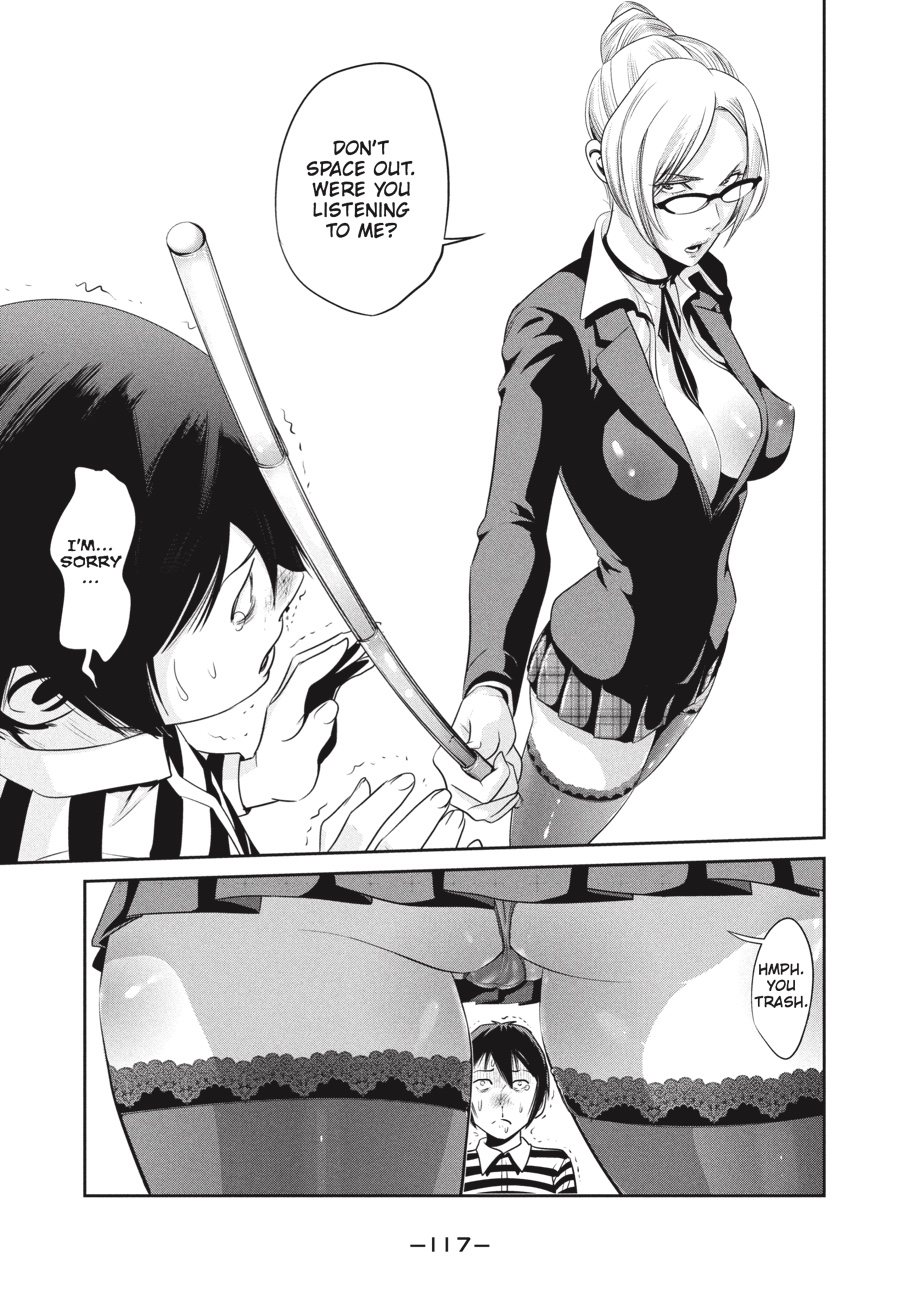 DON'T
SPACE OUT.
WERE YOU
LISTENING
TO ME?
I'M...
SORRY
...
HMPH.
YOU
TRASH.
—117—